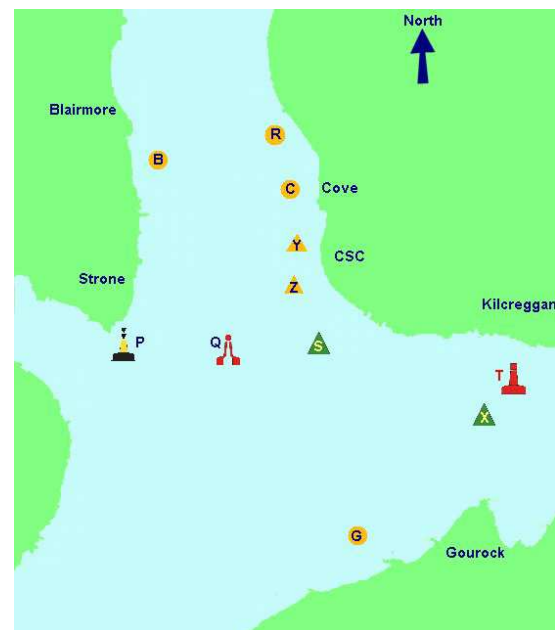 North
Blairmore
R
B
C
Cove
Y
CSC
Z
Strone
Kilcreggan
P
Q
S
T
X
G
Gourock